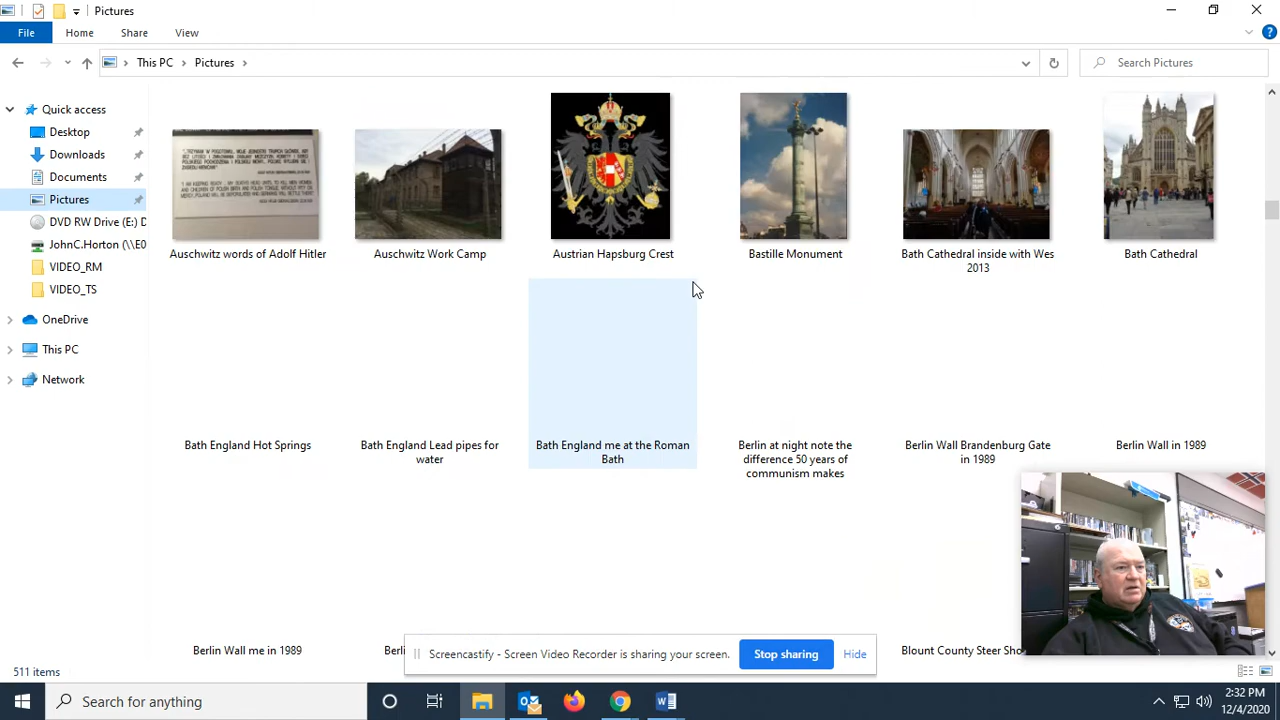 Pictures
File
Home
Share
View
This PC
Pictures
Search Pictures
Quick access
Desktop
Downloads
Documents
Pictures
DVD RW Drive (E:) D
JohnC.Horton (\\E0
VIDEO_RM
VIDEO_TS
OneDrive
This PC
Network
Auschwitz words of Adolf Hitler
Auschwitz Work Camp
Austrian Hapsburg Crest
Bastille Monument
Bath Cathedral inside with Wes
2013
Bath Cathedral
Bath England Hot Springs
Bath England Lead pipes for
water
Bath England me at the Roman
Bath
Berlin at night note the
difference 50 years of
communism makes
Berlin Wall Brandenburg Gate
in 1989
Berlin Wall in 1989
Berlin Wall me in 1989
Blount County Steer Sho
Screencastify - Screen Video Recorder is sharing your screen.
Stop sharing
Hide
511 items
Search for anything
2:32 PM
12/4/2020